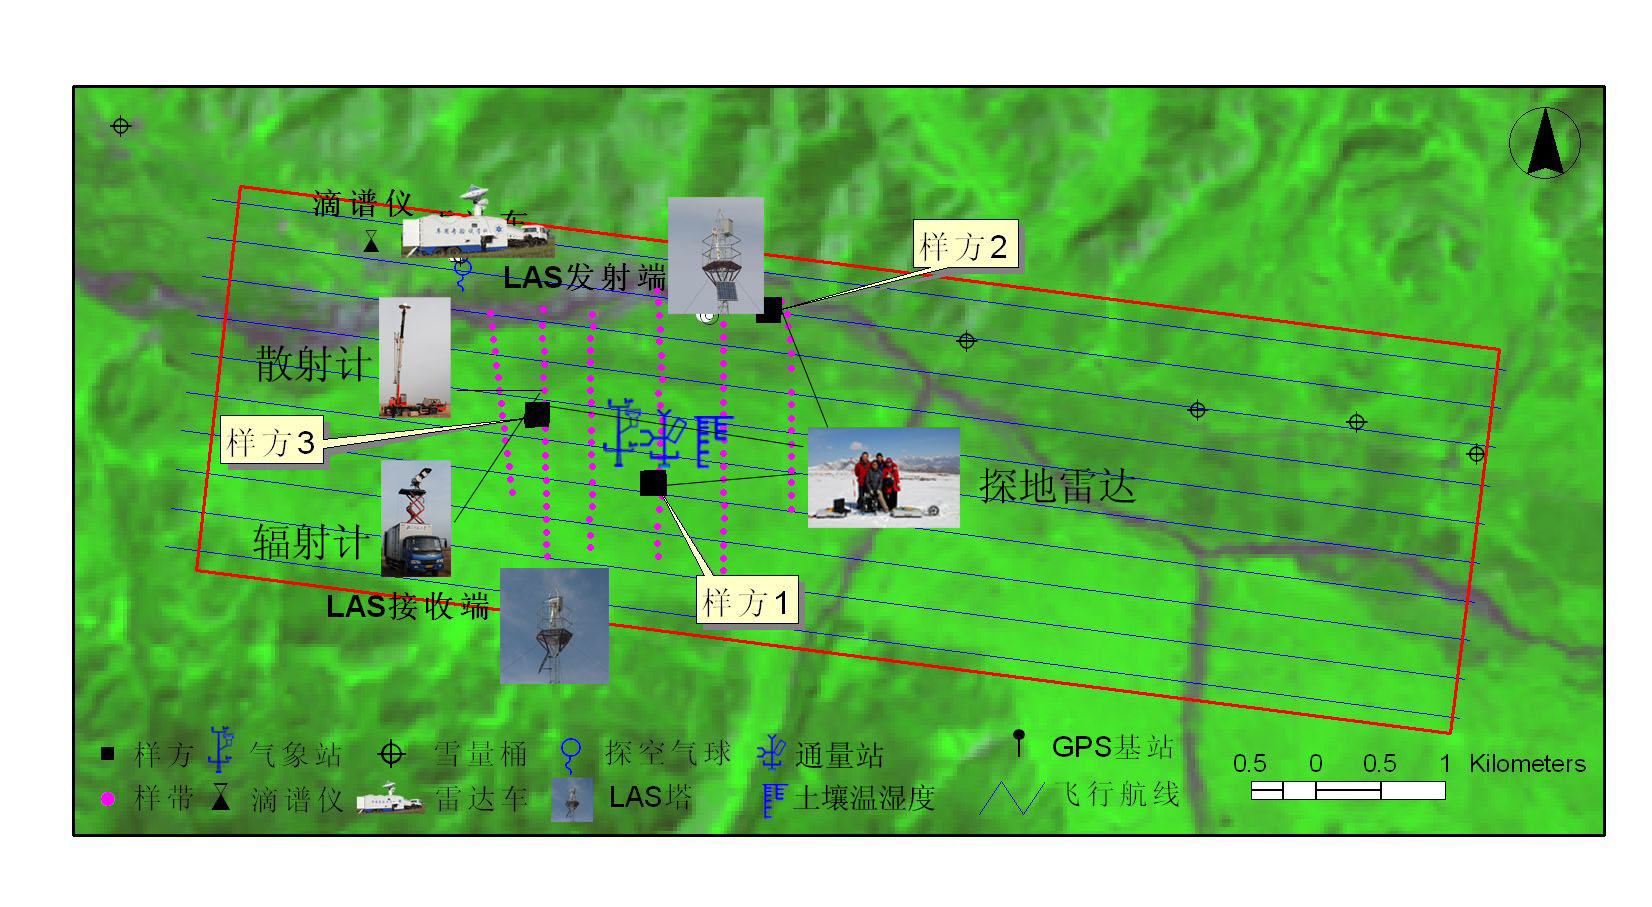 滴谱仪
车
LAS发射端
样方2
散射计
样方3
探地雷达
辐射计
LAS接收端
样方1
样方 气象站 雪量桶 探空气球 通量站 GPS基站
样带 滴谱仪 雷达车 LAS塔 土壤温湿度 飞行航线
0.5 0 0.5 1 Kilometers